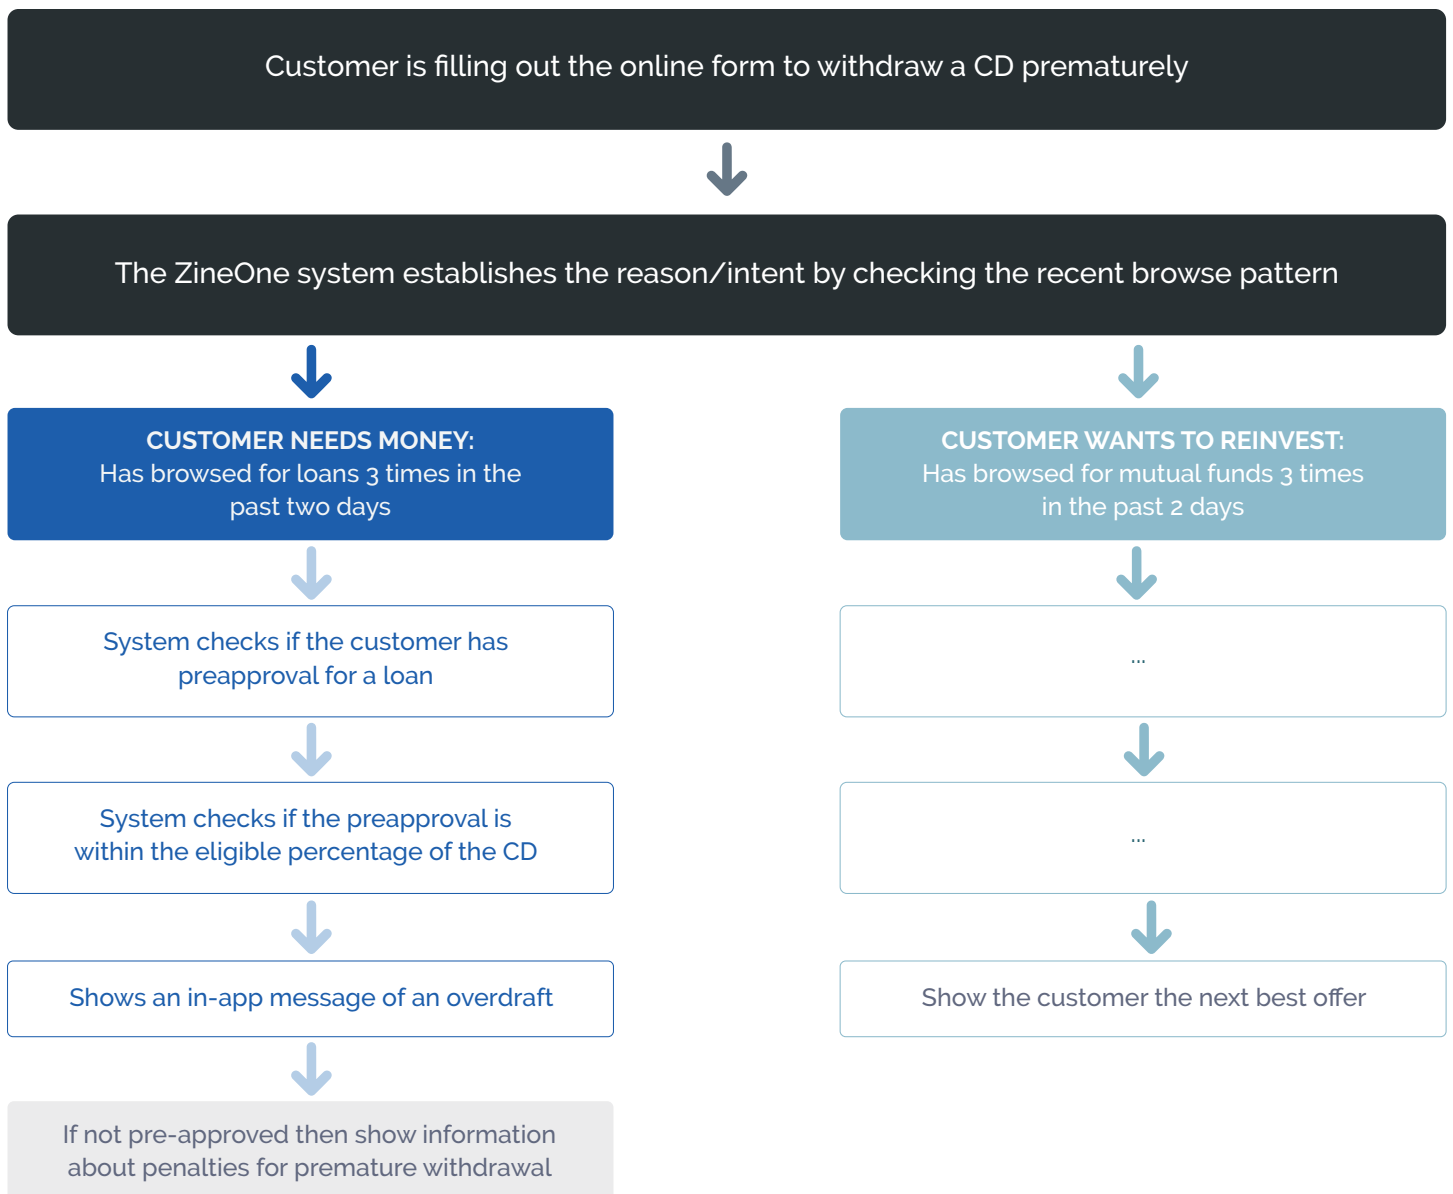 Customer is filling out the online form to withdraw a CD prematurely
The ZineOne system establishes the reason/intent by checking the recent browse pattern
CUSTOMER NEEDS MONEY:
Has browsed for loans 3 times in the
past two days
System checks if the customer has
preapproval for a loan
System checks if the preapproval is
within the eligible percentage of the CD
Shows an in-app message of an overdraft
If not pre-approved then show information
about penalties for premature withdrawal
CUSTOMER WANTS TO REINVEST:
Has browsed for mutual funds 3 times
in the past 2 days
...
...
Show the customer the next best offer